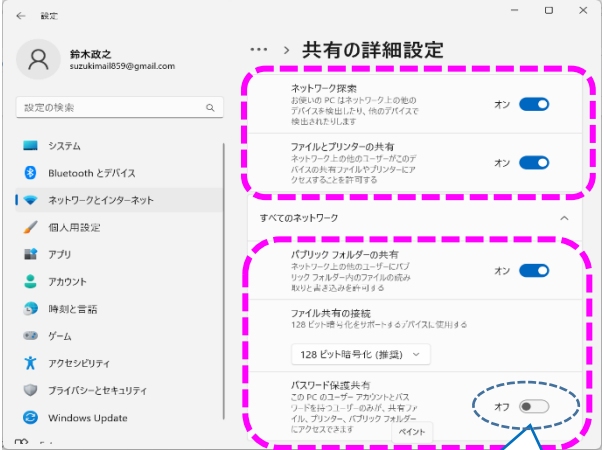 ← 設定
鈴木政之
suzukimail859@gmail.com
設定の検索
システム
Bluetooth とデバイス
ネットワークとインターネット
個人用設定
アプリ
アカウント
時刻と言語
ゲーム
アクセシビリティ
プライバシーとセキュリティ
Windows Update
… › 共有の詳細設定
ネットワーク探索
お使いの PC はネットワーク上の他の
デバイスを検出したり、他のデバイスで
検出されたりします
オン
ファイルとプリンターの共有
ネットワーク上の他のユーザーがこのデ
バイスの共有ファイルやプリンターにア
クセスすることを許可する
オン
すべてのネットワーク
パブリック フォルダーの共有
ネットワーク上の他のユーザーにパブ
リック フォルダー内のファイルの読み
取りと書き込みを許可する
オン
ファイル共有の接続
128 ビット暗号化をサポートするデバイスに使用する
128 ビット暗号化 (推奨)
パスワード保護共有
この PC のユーザー アカウントとパス
ワードを持つユーザーのみが、共有ファ
イル、プリンター、パブリック フォルダー
にアクセスできます
オフ
ペイント